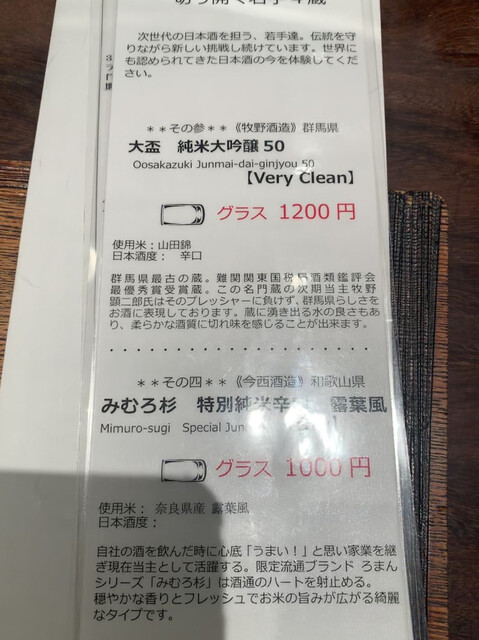 次世代の日本酒を担う、若手達。伝統を守
りながら新しい挑戦し続けています。世界に
も認められてきた日本酒の今を体験してくだ
さい。
**その参**《牧野酒造》群馬県
大盃 純米大吟醸50
Oosakazuki Junmai-dai-ginjyou 50
【Very Clean】
グラス 1200円
使用米：山田錦
日本酒度： 辛口
群馬県最古の蔵。難関関東国税局酒類鑑評会
最優秀賞受賞蔵。この名門蔵の次期当主牧野
顕二郎氏はそのプレッシャーに負けず、群馬県らしさを
お酒に表現しております。蔵に湧き出る水の良さもあ
り、柔らかな酒質に切れ味を感じることが出来ます。
**その四**《今西酒造》和歌山県
みむろ杉 特別純米辛 露葉風
Mimuro-sugi Special Jun
グラス 1000円
使用米：奈良県産 露葉風
日本酒度：
自社の酒を飲んだ時に心底「うまい！」と思い家業を継
ぎ現在当主として活躍する。限定流通ブランド ろまん
シリーズ「みむろ杉」は酒通のハートを射止める。
穏やかな香りとフレッシュでお米の旨みが広がる綺麗
なタイプです。